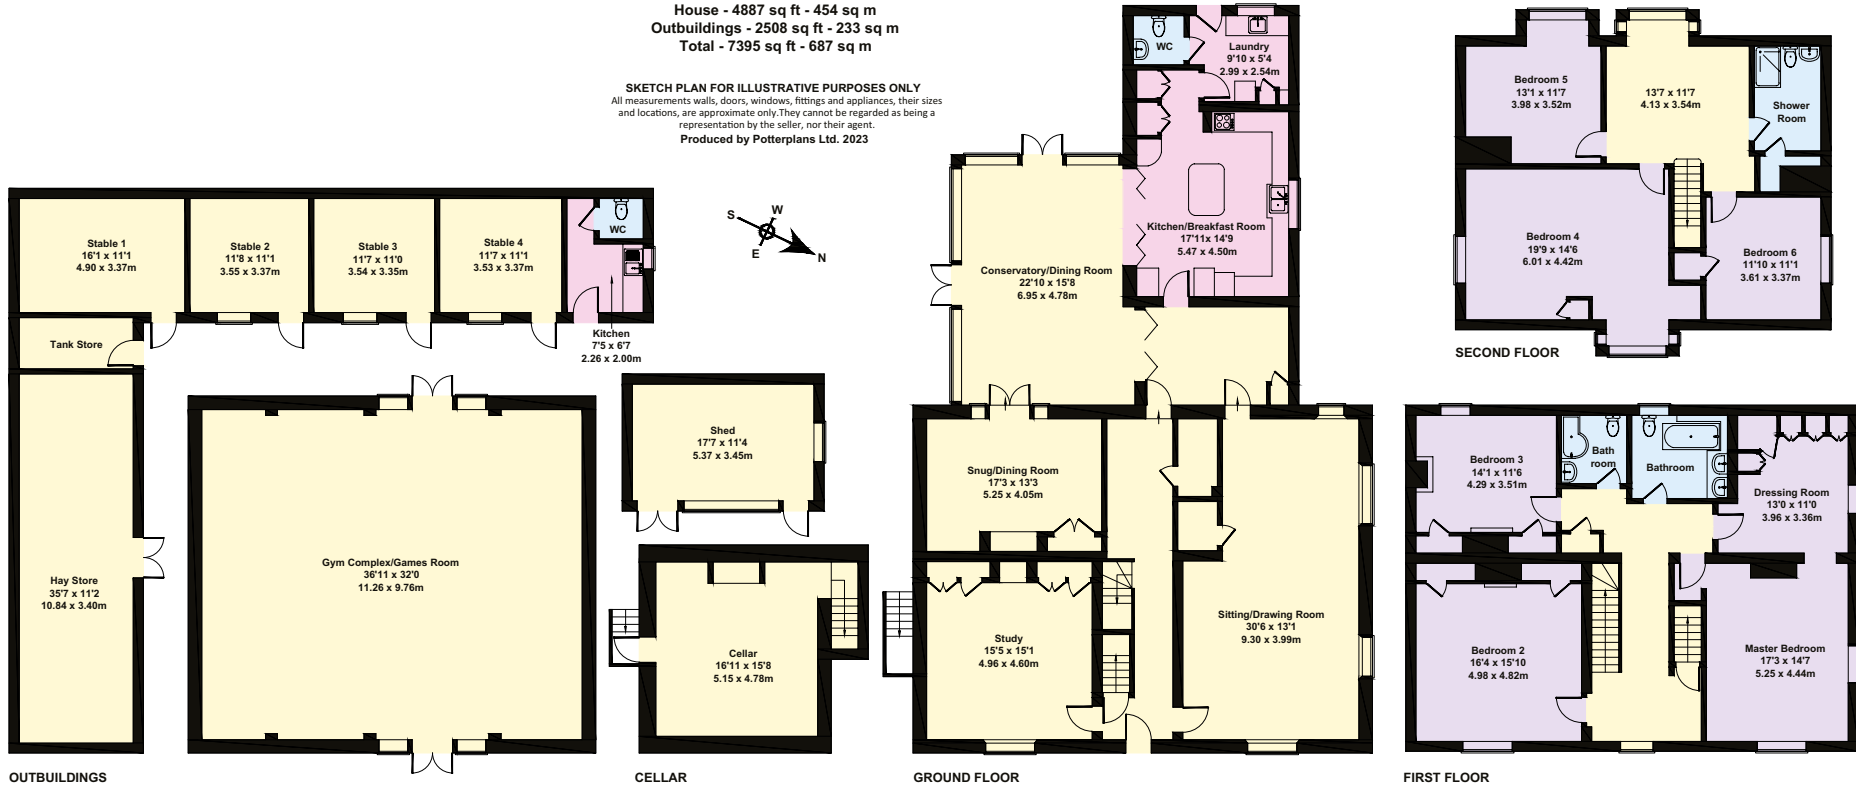 House - 4887 sq ft - 454 sq m
Outbuildings - 2508 sq ft - 233 sq m
Total - 7395 sq ft - 687 sq m
SKETCH PLAN FOR ILLUSTRATIVE PURPOSES ONLY
All measurements walls, doors, windows, fittings and appliances, their sizes
and locations, are approximate only.They cannot be regarded as being a
representation by the seller, nor their agent.
Produced by Potterplans Ltd. 2023
S
W
E
N
Stable 1
16'1 x 11'1
4.90 x 3.37m
Stable 2
11'8 x 11'1
3.55 x 3.37m
Stable 3
11'7 x 11'0
3.54 x 3.35m
Stable 4
11'7 x 11'1
3.53 x 3.37m
WC
Kitchen
7'5 x 6'7
2.26 x 2.00m
Tank Store
Hay Store
35'7 x 11'2
10.84 x 3.40m
Gym Complex/Games Room
36'11 x 32'0
11.26 x 9.76m
OUTBUILDINGS
Shed
17'7 x 11'4
5.37 x 3.45m
Cellar
16'11 x 15'8
5.15 x 4.78m
CELLAR
WC
Laundry
9'10 x 5'4
2.99 x 2.54m
Kitchen/Breakfast Room
17'11x 14'9
5.47 x 4.50m
Conservatory/Dining Room
22'10 x 15'8
6.95 x 4.78m
Snug/Dining Room
17'3 x 13'3
5.25 x 4.05m
Study
15'5 x 15'1
4.96 x 4.60m
Sitting/Drawing Room
30'6 x 13'1
9.30 x 3.99m
GROUND FLOOR
Bedroom 5
13'1 x 11'7
3.98 x 3.52m
13'7 x 11'7
4.13 x 3.54m
Shower
Room
Bedroom 4
19'9 x 14'6
6.01 x 4.42m
Bedroom 6
11'10 x 11'1
3.61 x 3.37m
SECOND FLOOR
Bedroom 3
14'1 x 11'6
4.29 x 3.51m
Bath
room
Bathroom
Dressing Room
13'0 x 11'0
3.96 x 3.36m
Bedroom 2
16'4 x 15'10
4.98 x 4.82m
Master Bedroom
17'3 x 14'7
5.25 x 4.44m
FIRST FLOOR